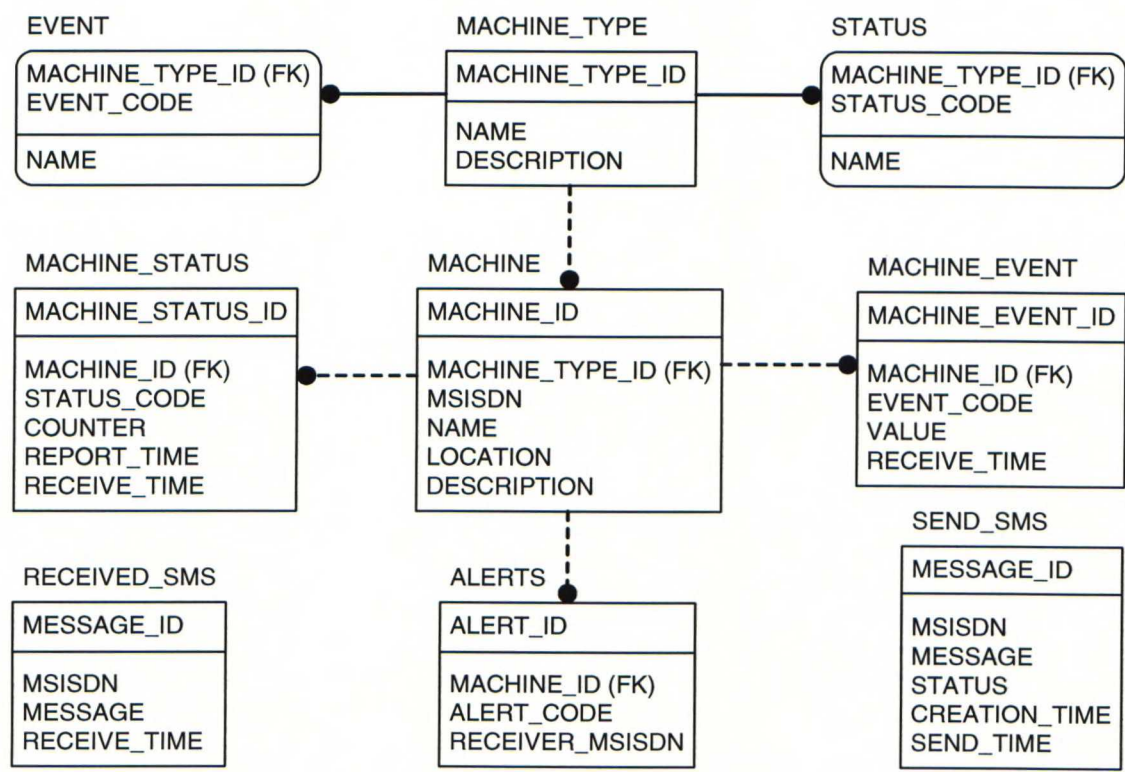 EVENT
MACHINE_TYPE_ID (FK)
EVENT_CODE
NAME
MACHINE_TYPE
MACHINE_TYPE_ID
NAME
DESCRIPTION
STATUS
MACHINE_TYPE_ID (FK)
STATUS_CODE
NAME
MACHINE_STATUS
MACHINE_STATUS_ID
MACHINE_ID (FK)
STATUS_CODE
COUNTER
REPORT_TIME
RECEIVE_TIME
MACHINE
MACHINE_ID
MACHINE_TYPE_ID (FK)
MSISDN
NAME
LOCATION
DESCRIPTION
MACHINE_EVENT
MACHINE_EVENT_ID
MACHINE_ID (FK)
EVENT_CODE
VALUE
RECEIVE_TIME
RECEIVED_SMS
MESSAGE_ID
MSISDN
MESSAGE
RECEIVE_TIME
ALERTS
ALERT_ID
MACHINE_ID (FK)
ALERT_CODE
RECEIVER_MSISDN
SEND_SMS
MESSAGE_ID
MSISDN
MESSAGE
STATUS
CREATION_TIME
SEND_TIME